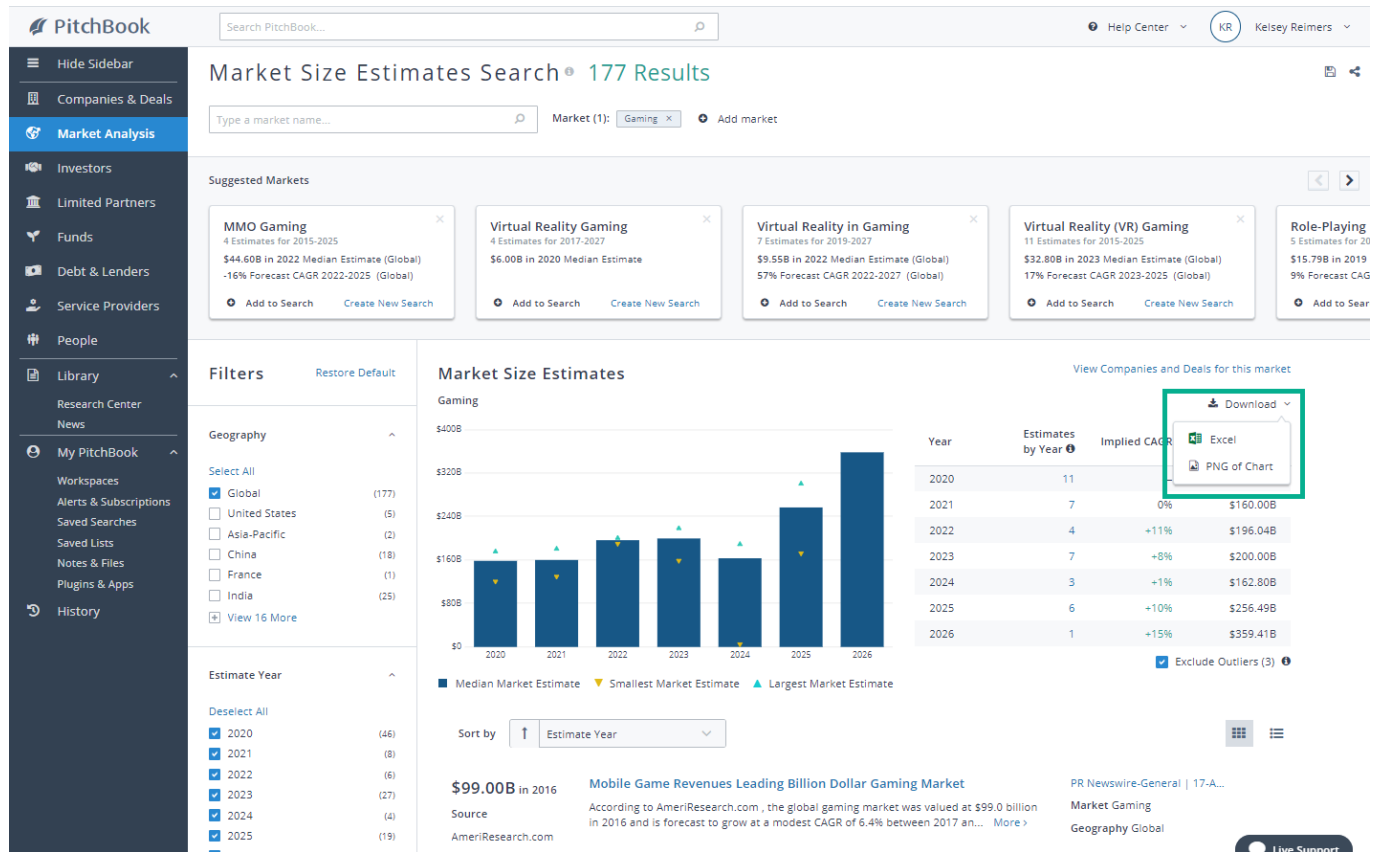 PitchBook
Search PitchBook...
Help Center
KR
Kelsey Reimers
Hide Sidebar
Companies & Deals
Market Analysis
Investors
Limited Partners
Funds
Debt & Lenders
Service Providers
People
Library
Research Center
News
My PitchBook
Workspaces
Alerts & Subscriptions
Saved Searches
Saved Lists
Notes & Files
Plugins & Apps
History
Market Size Estimates Search 177 Results
Type a market name...
Market (1): Gaming × Add market
Suggested Markets
MMO Gaming
4 Estimates for 2015-2025
$44.60B in 2022 Median Estimate (Global)
-16% Forecast CAGR 2022-2025 (Global)
Add to Search Create New Search
Virtual Reality Gaming
4 Estimates for 2017-2027
$6.00B in 2020 Median Estimate
Add to Search Create New Search
Virtual Reality in Gaming
7 Estimates for 2019-2027
$9.55B in 2022 Median Estimate (Global)
57% Forecast CAGR 2022-2027 (Global)
Add to Search Create New Search
Virtual Reality (VR) Gaming
11 Estimates for 2015-2025
$32.80B in 2023 Median Estimate (Global)
17% Forecast CAGR 2023-2025 (Global)
Add to Search Create New Search
Role-Playing
5 Estimates for 20
$15.79B in 2019
9% Forecast CAG
Add to Sear
Filters Restore Default
Geography
Select All
Global (177)
United States (5)
Asia-Pacific (2)
China (18)
France (1)
India (25)
View 16 More
Estimate Year
Deselect All
2020 (46)
2021 (8)
2022 (6)
2023 (27)
2024 (4)
2025 (19)
Market Size Estimates
Gaming
View Companies and Deals for this market
Download
Excel
PNG of Chart
$400B
$320B
$240B
$160B
$80B
$0
2020 2021 2022 2023 2024 2025 2026
Median Market Estimate Smallest Market Estimate Largest Market Estimate
Year Estimates by Year Implied CAGR
2020 11
2021 7 0% $160.00B
2022 4 +11% $196.04B
2023 7 +8% $200.00B
2024 3 +1% $162.80B
2025 6 +10% $256.49B
2026 1 +15% $359.41B
Exclude Outliers (3)
Sort by Estimate Year
$99.00B in 2016
Source
AmeriResearch.com
Mobile Game Revenues Leading Billion Dollar Gaming Market
According to AmeriResearch.com , the global gaming market was valued at $99.0 billion
in 2016 and is forecast to grow at a modest CAGR of 6.4% between 2017 an... More ›
PR Newswire-General | 17-A...
Market Gaming
Geography Global
Live Support